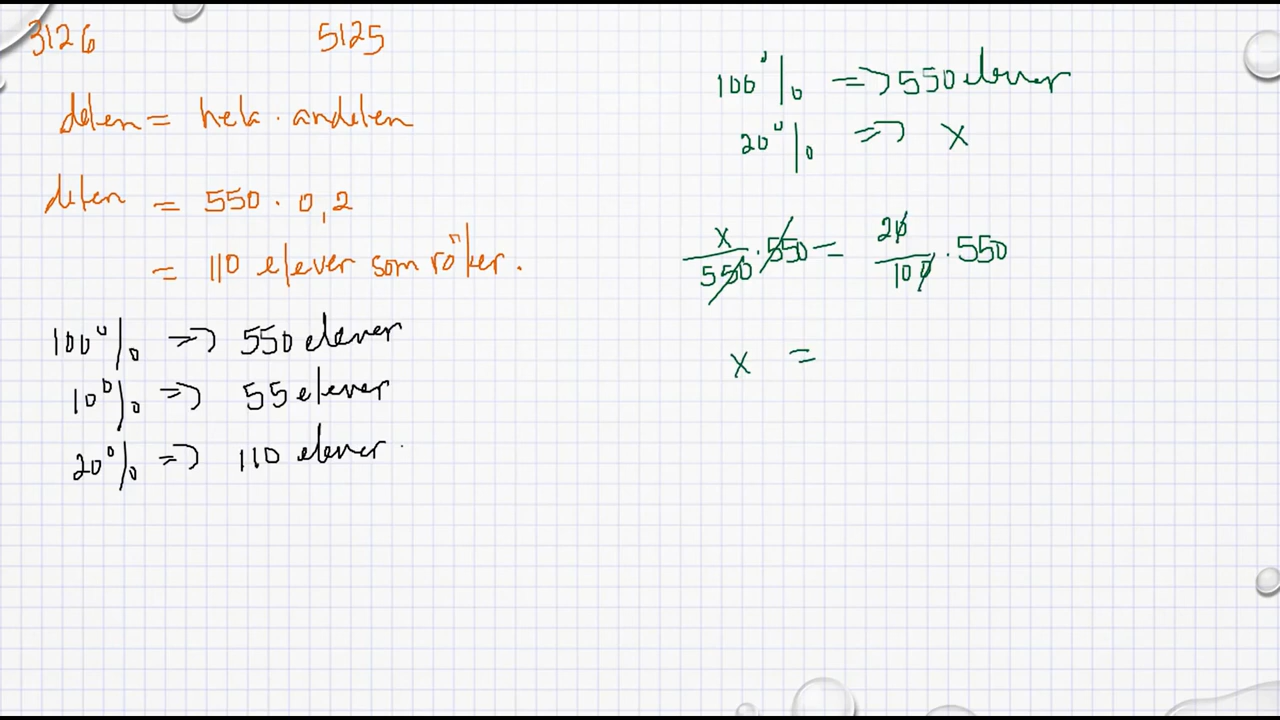 3126
5125
delen = hela · andelen
delen = 550 · 0,2
= 110 elever som röker.
100% => 550 elever
10% => 55 elever
20% => 110 elever.
100% => 550 elever
20% => x
x/550 · 550 = 20/100 · 550
x =